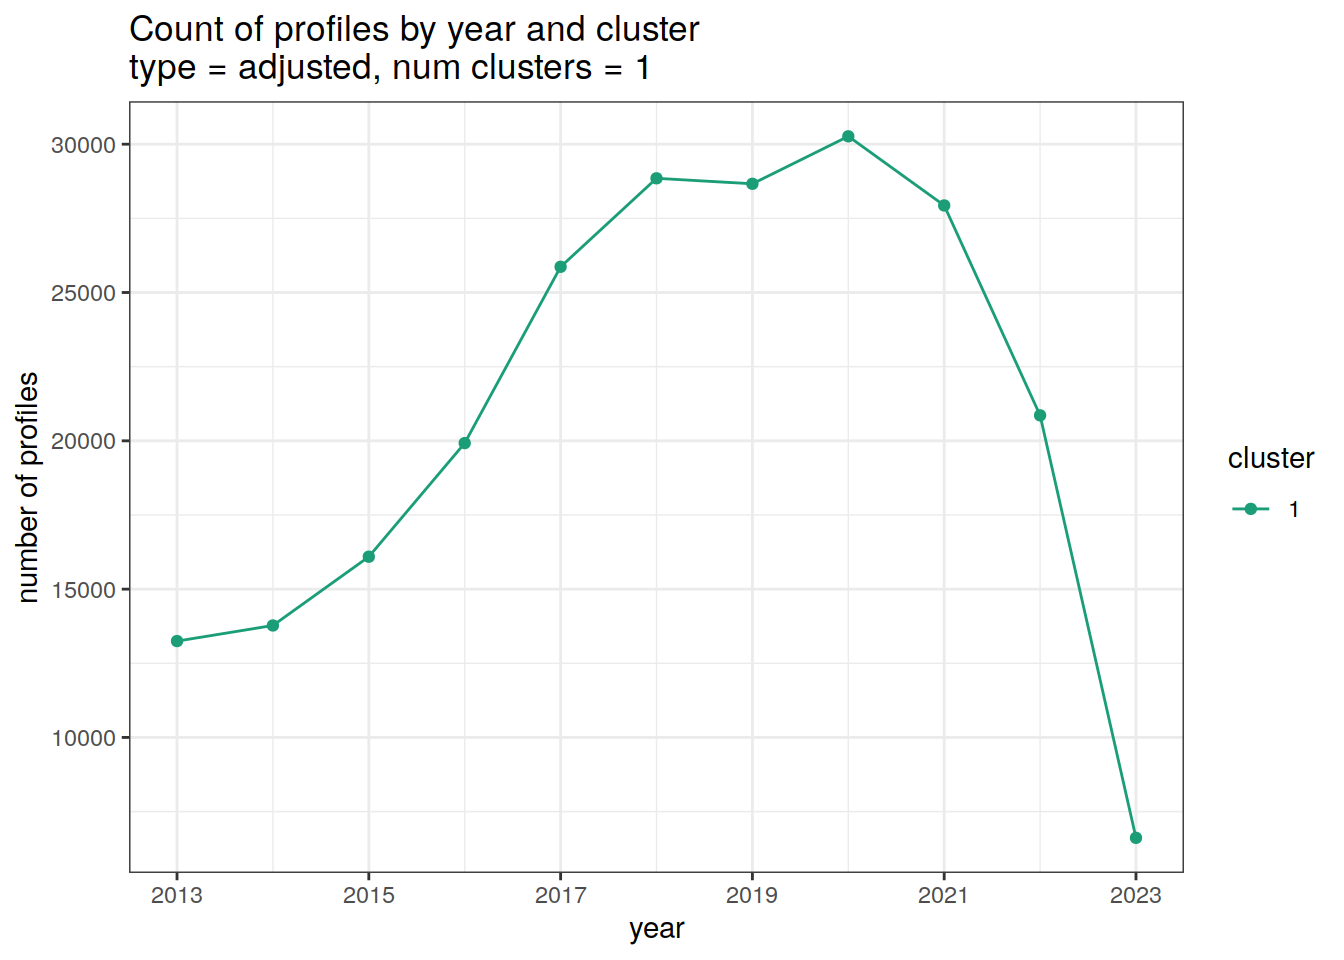 Count of profiles by year and cluster
type = adjusted, num clusters = 1
30000
25000
20000
15000
10000
number of profiles
2013
2015
2017
2019
2021
2023
year
cluster
1